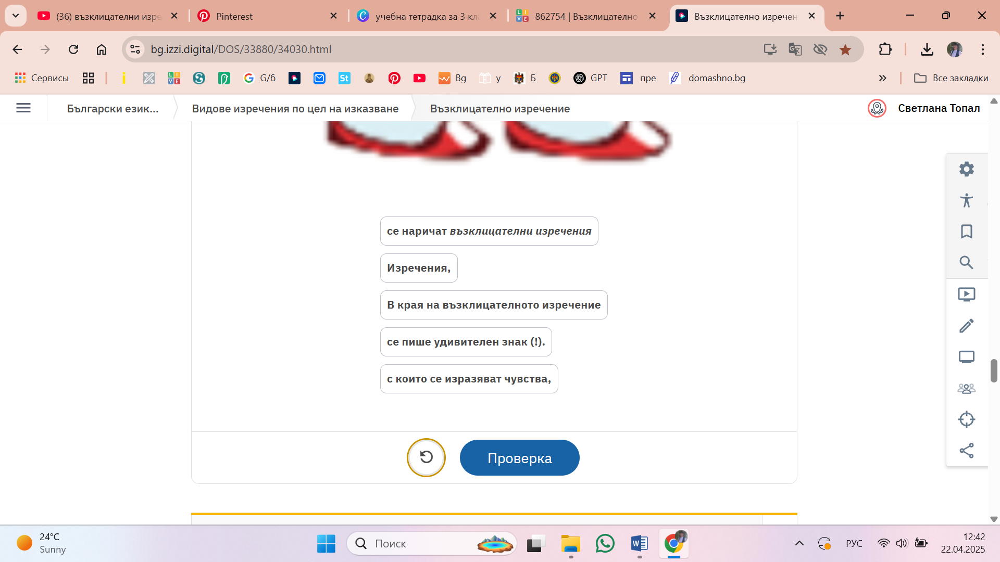 (36) възклицателни изре
Pinterest
учебна тетрадка за 3 кла
862754 | Възклицателно
Възклицателно изречен
bg.izzi.digital/DOS/33880/34030.html
Сервисы
G/б
Bg
у
Б
GPT
пре
domashno.bg
Все закладки
Български език...
Видове изречения по цел на изказване
Възклицателно изречение
Светлана Топал
се наричат възклицателни изречения
Изречения,
В края на възклицателното изречение
се пише удивителен знак (!).
с които се изразяват чувства,
Проверка
24°C
Sunny
Поиск
РУС
12:42
22.04.2025